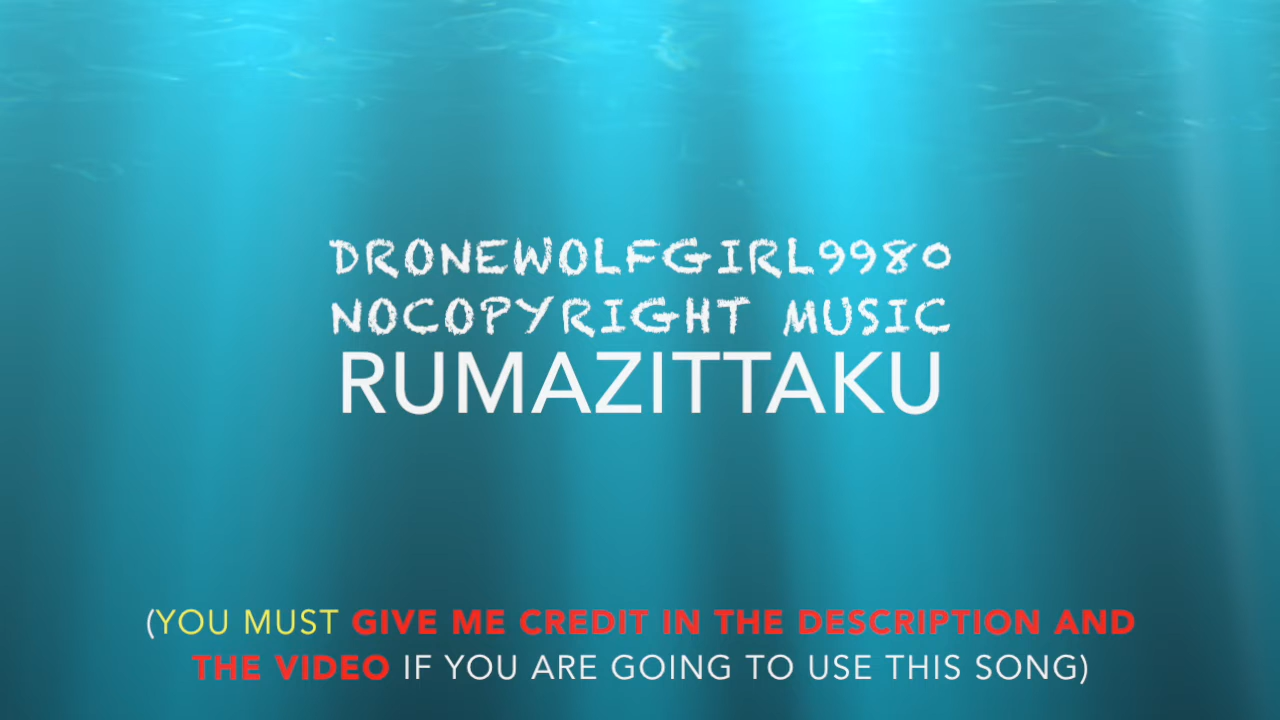 DRONEWOLFGIRL9980
NOCOPYRIGHT MUSIC
RUMAZITTAKU
(YOU MUST GIVE ME CREDIT IN THE DESCRIPTION AND
THE VIDEO IF YOU ARE GOING TO USE THIS SONG)